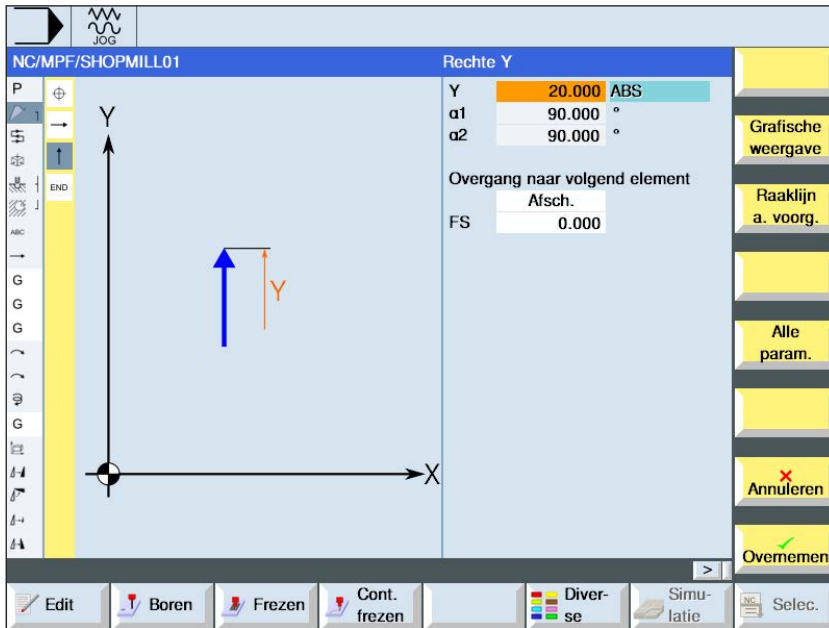 JOG
NC/MPF/SHOPMILL01
Rechte Y
P
1
END
ABC
G
G
G
G
Y
X
Y
Y 20.000 ABS
α1 90.000 °
α2 90.000 °
Overgang naar volgend element
Afsch.
FS 0.000
Grafische
weergave
Raaklijn
a. voorg.
Alle
param.
Annuleren
Overnemen
>
Edit
Boren
Frezen
Cont.
frezen
Diver-
se
Simu-
latie
NC
Selec.